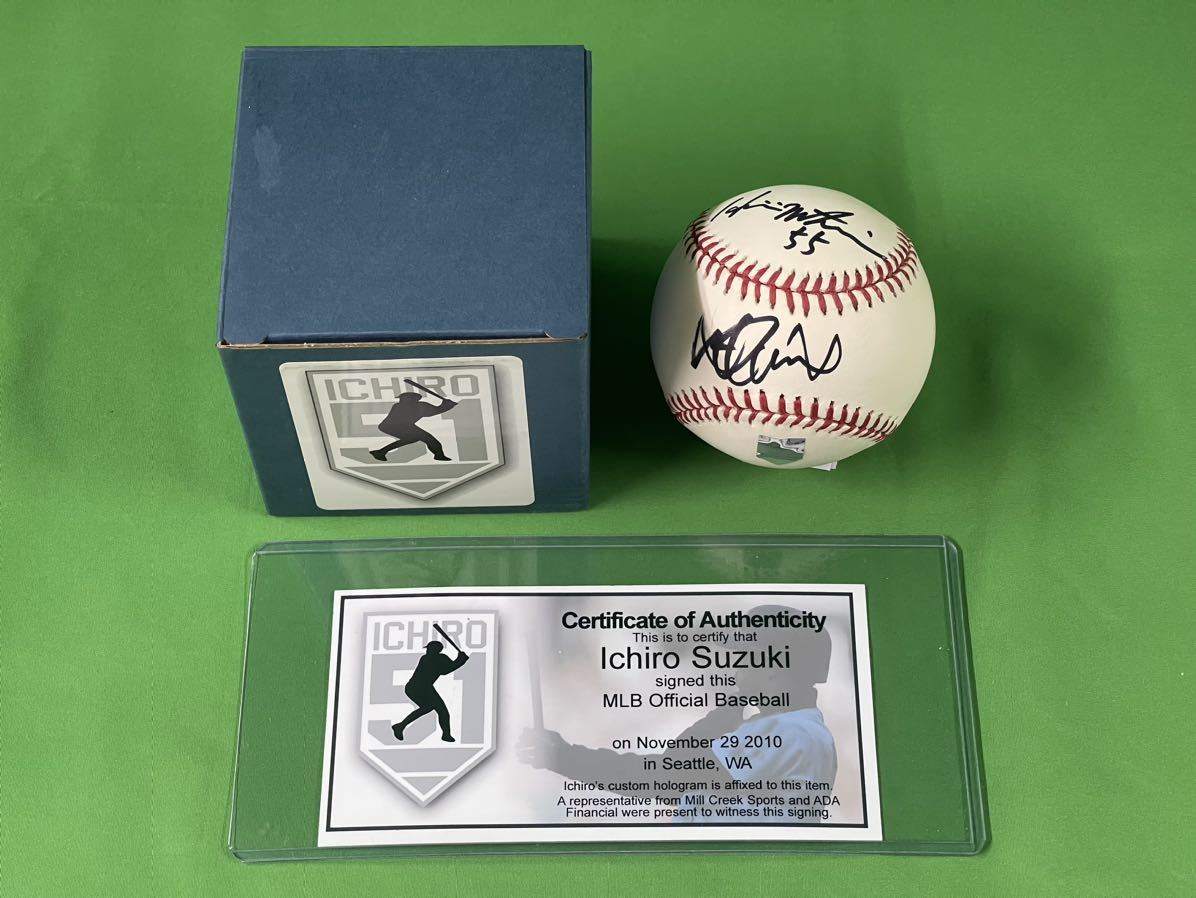 55
ICHIRO
51
ICHIRO
51
Certificate of Authenticity
This is to certify that
Ichiro Suzuki
signed this
MLB Official Baseball
on November 29 2010
in Seattle, WA
Ichiro's custom hologram is affixed to this item.
A representative from Mill Creek Sports and ADA
Financial were present to witness this signing.